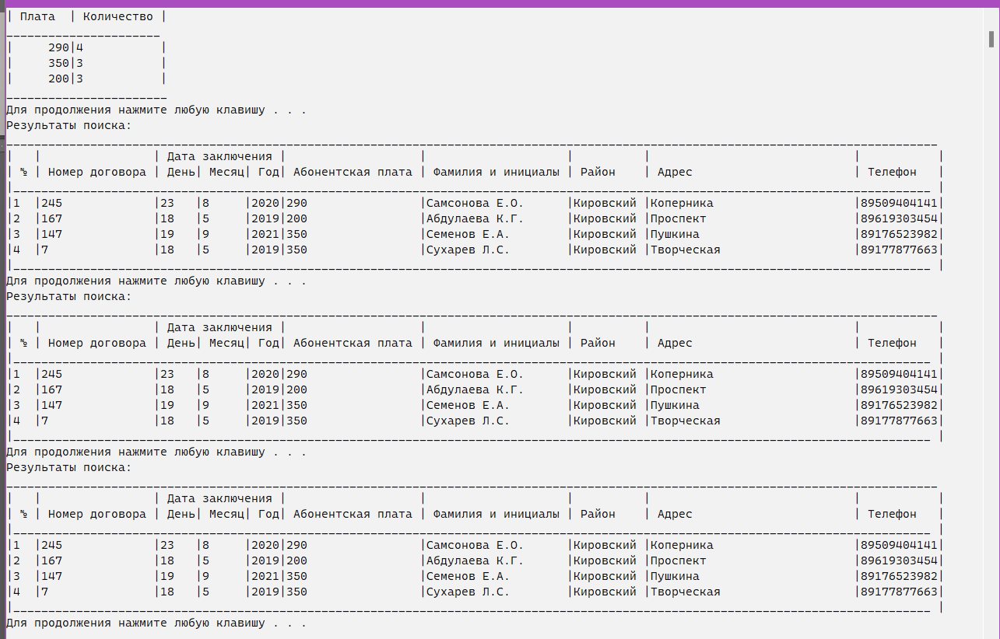 | Плата  | Количество |
______________________
|     290|4           |
|     350|3           |
|     200|3           |
_______________________
Для продолжения нажмите любую клавишу . . .
Результаты поиска:
_____________________________________________________________________________________________________________________________________
|   |                | Дата заключения |                   |                    |          |                             |           |
| № | Номер договора | День| Месяц| Год| Абонентская плата | Фамилия и инициалы | Район    | Адрес                       | Телефон   |
|___________________________________________________________________________________________________________________________________ |
|1  |245             |23   |8     |2020|290                |Самсонова Е.О.      |Кировский |Коперника                    |89509404141|
|2  |167             |18   |5     |2019|200                |Абдулаева К.Г.      |Кировский |Проспект                     |89619303454|
|3  |147             |19   |9     |2021|350                |Семенов Е.А.        |Кировский |Пушкина                      |89176523982|
|4  |7               |18   |5     |2019|350                |Сухарев Л.С.        |Кировский |Творческая                   |89177877663|
|___________________________________________________________________________________________________________________________________ |
Для продолжения нажмите любую клавишу . . .
Результаты поиска:
_____________________________________________________________________________________________________________________________________
|   |                | Дата заключения |                   |                    |          |                             |           |
| № | Номер договора | День| Месяц| Год| Абонентская плата | Фамилия и инициалы | Район    | Адрес                       | Телефон   |
|___________________________________________________________________________________________________________________________________ |
|1  |245             |23   |8     |2020|290                |Самсонова Е.О.      |Кировский |Коперника                    |89509404141|
|2  |167             |18   |5     |2019|200                |Абдулаева К.Г.      |Кировский |Проспект                     |89619303454|
|3  |147             |19   |9     |2021|350                |Семенов Е.А.        |Кировский |Пушкина                      |89176523982|
|4  |7               |18   |5     |2019|350                |Сухарев Л.С.        |Кировский |Творческая                   |89177877663|
|___________________________________________________________________________________________________________________________________ |
Для продолжения нажмите любую клавишу . . .
Результаты поиска:
_____________________________________________________________________________________________________________________________________
|   |                | Дата заключения |                   |                    |          |                             |           |
| № | Номер договора | День| Месяц| Год| Абонентская плата | Фамилия и инициалы | Район    | Адрес                       | Телефон   |
|___________________________________________________________________________________________________________________________________ |
|1  |245             |23   |8     |2020|290                |Самсонова Е.О.      |Кировский |Коперника                    |89509404141|
|2  |167             |18   |5     |2019|200                |Абдулаева К.Г.      |Кировский |Проспект                     |89619303454|
|3  |147             |19   |9     |2021|350                |Семенов Е.А.        |Кировский |Пушкина                      |89176523982|
|4  |7               |18   |5     |2019|350                |Сухарев Л.С.        |Кировский |Творческая                   |89177877663|
|___________________________________________________________________________________________________________________________________ |
Для продолжения нажмите любую клавишу . . .